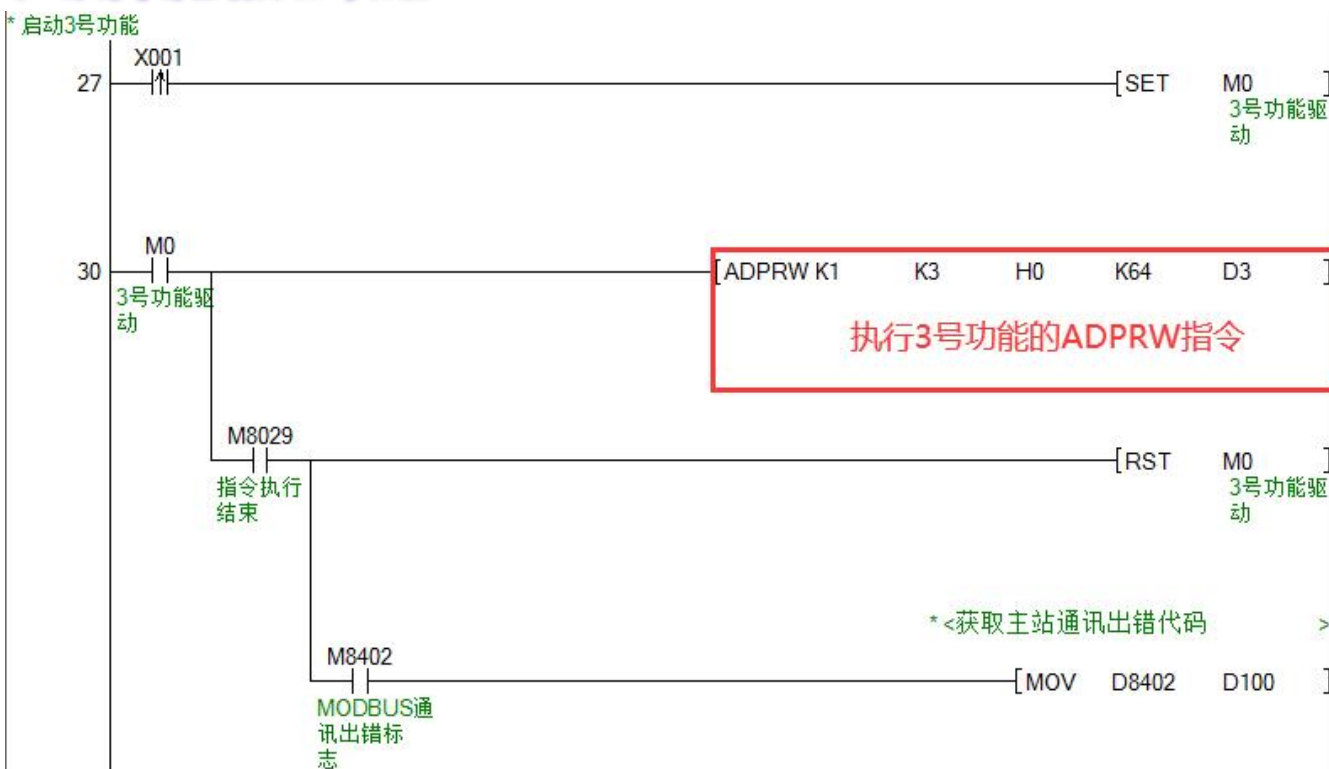 * 启动3号功能
X001
27
[SET M0 ]
3号功能驱
动
M0
30
[ADPRW K1 K3 H0 K64 D3 ]
3号功能驱
动
执行3号功能的ADPRW指令
M8029
[RST M0 ]
指令执行
结束
3号功能驱
动
*<获取主站通讯出错代码 >
M8402
[MOV D8402 D100 ]
MODBUS通
讯出错标
志